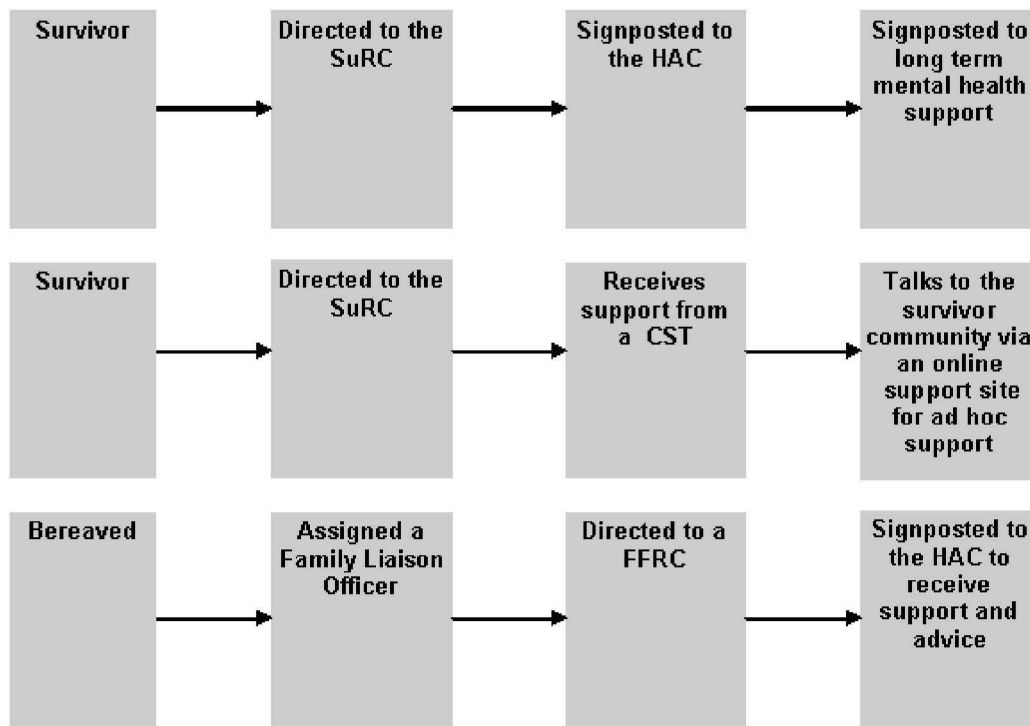 Survivor
Directed to the
SuRC
Signposted to
the HAC
Signposted to
long term
mental health
support
Survivor
Directed to the
SuRC
Receives
support from
a CST
Talks to the
survivor
community via
an online
support site
for ad hoc
support
Bereaved
Assigned a
Family Liaison
Officer
Directed to a
FFRC
Signposted to
the HAC to
receive
support and
advice